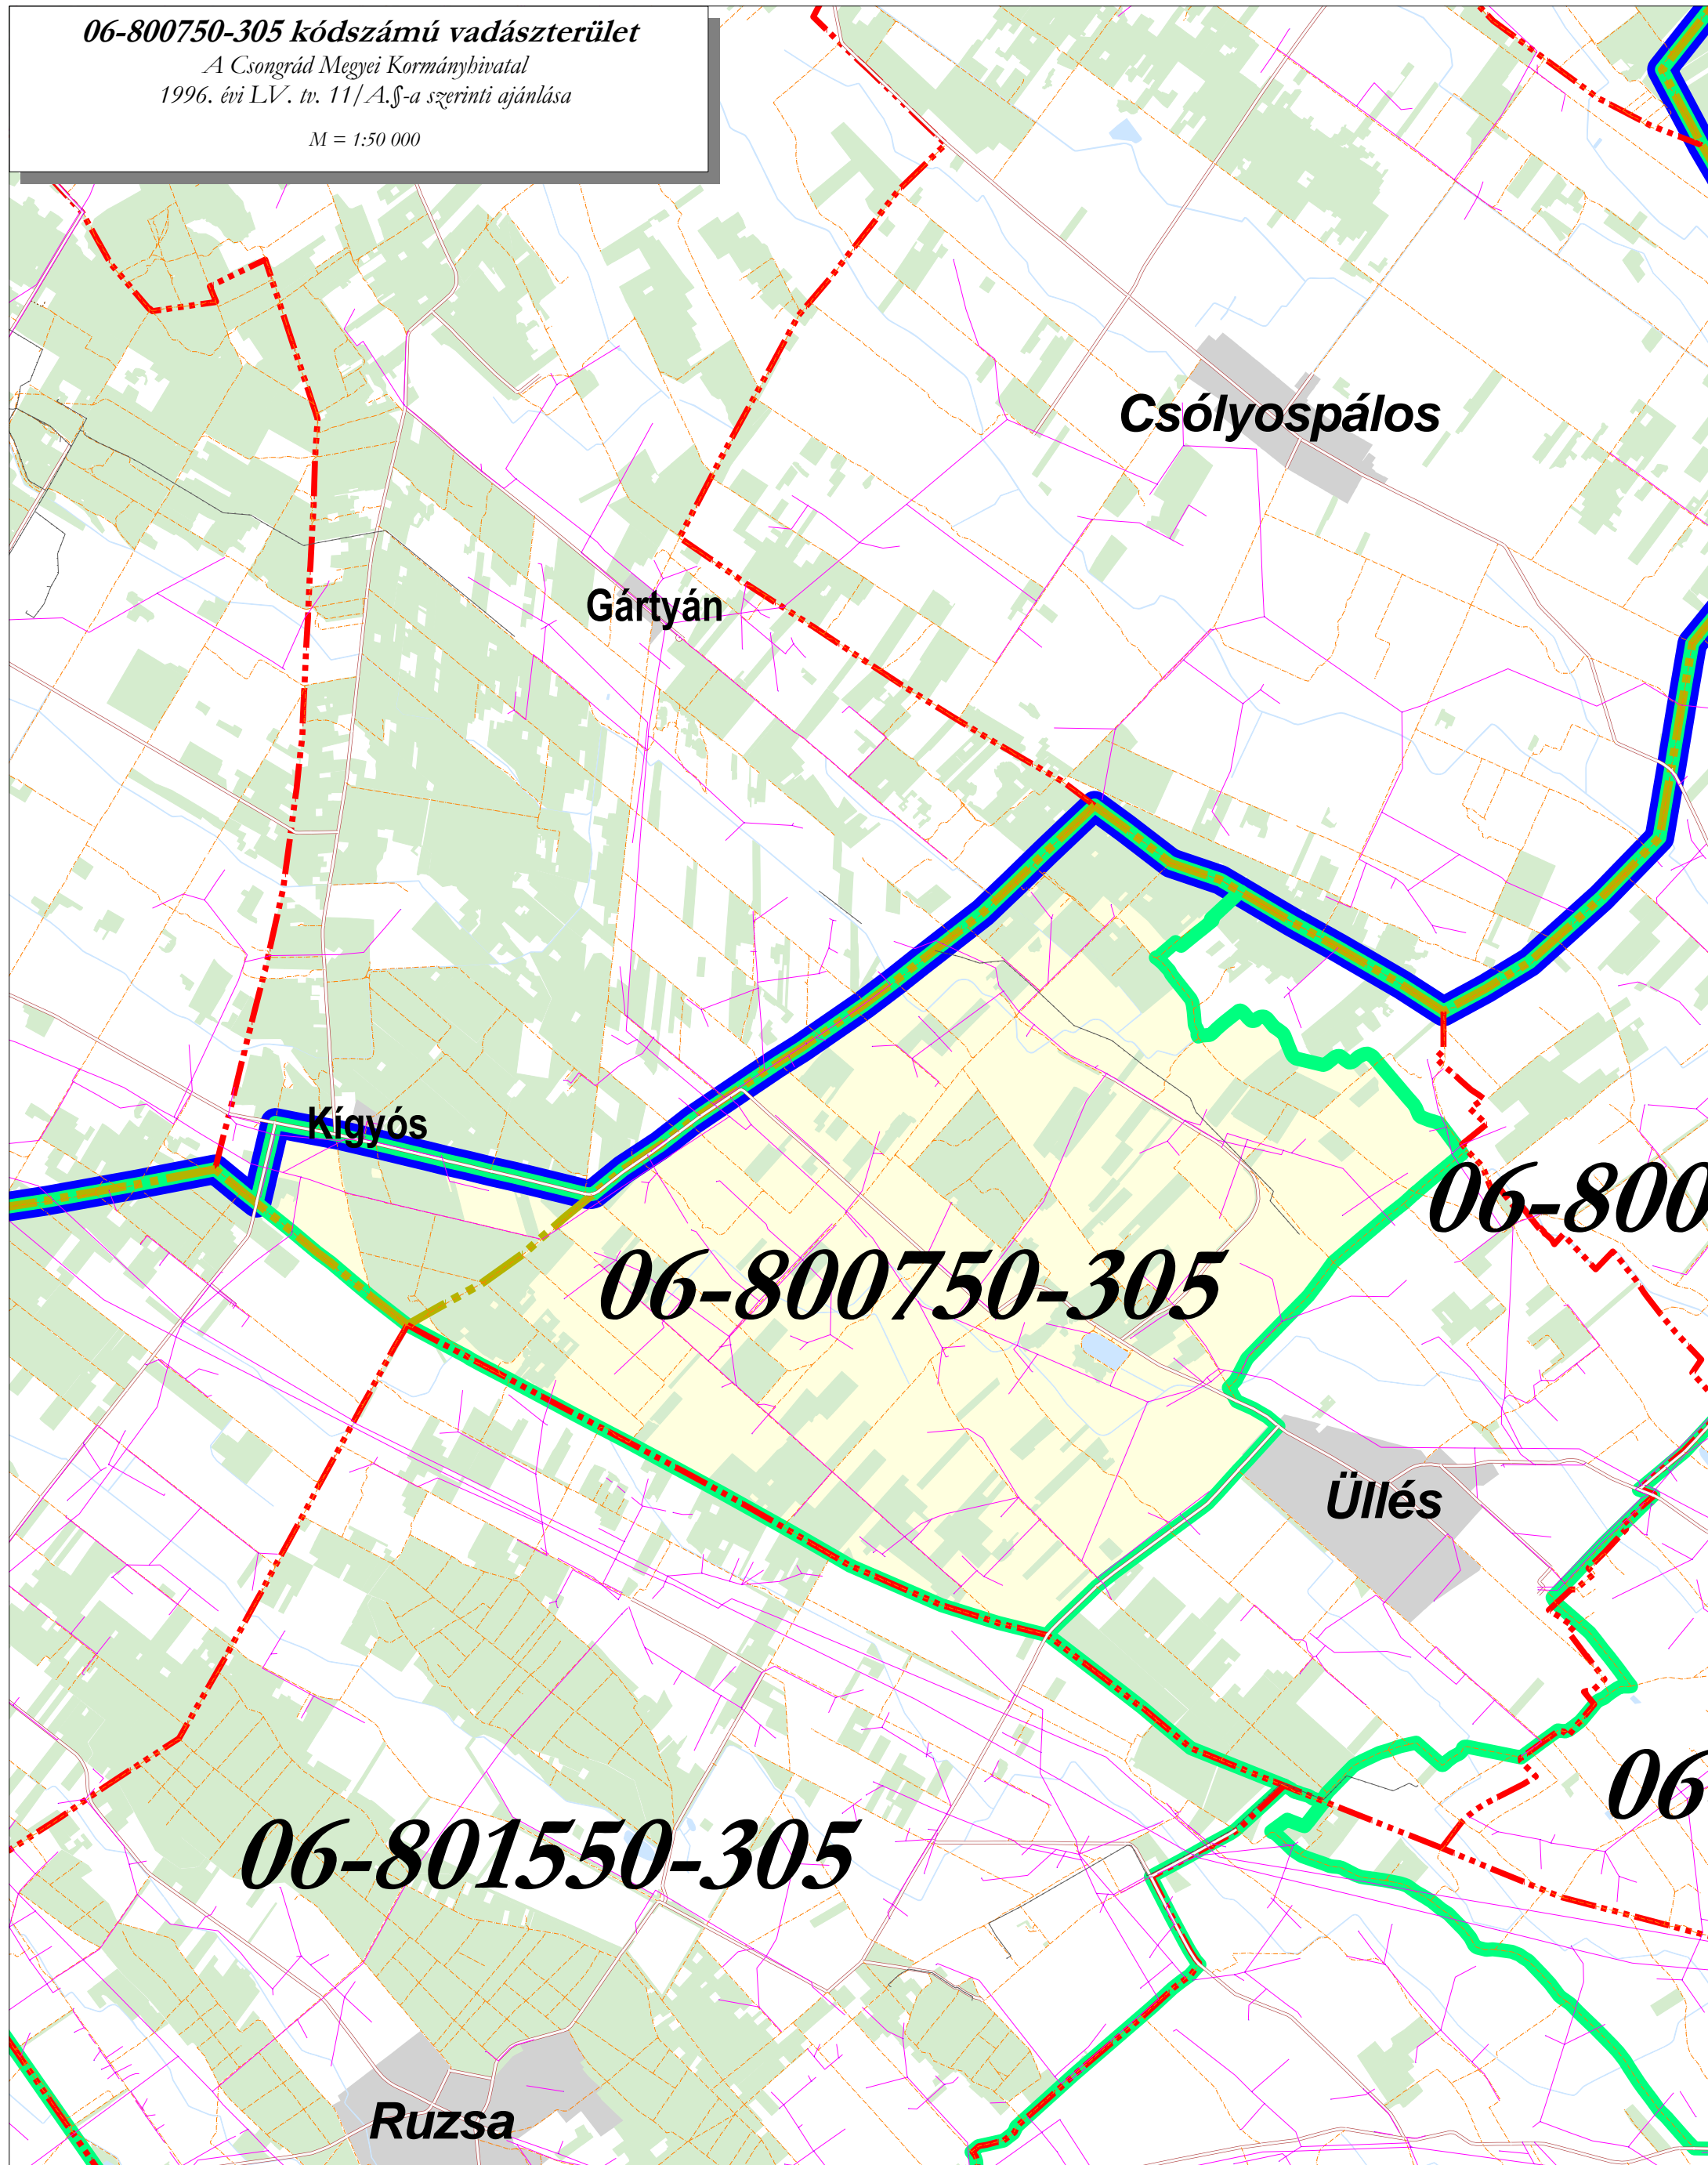 06-800750-305 kódszámú vadászterület
A Csongrád Megyei Kormányhivatal
1996. évi LV. tv. 11/A.§-a szerinti ajánlása
M = 1:50 000
Csólyospálos
Gártyán
Kígyós
06-800
06-800750-305
Üllés
06
06-801550-305
Ruzsa